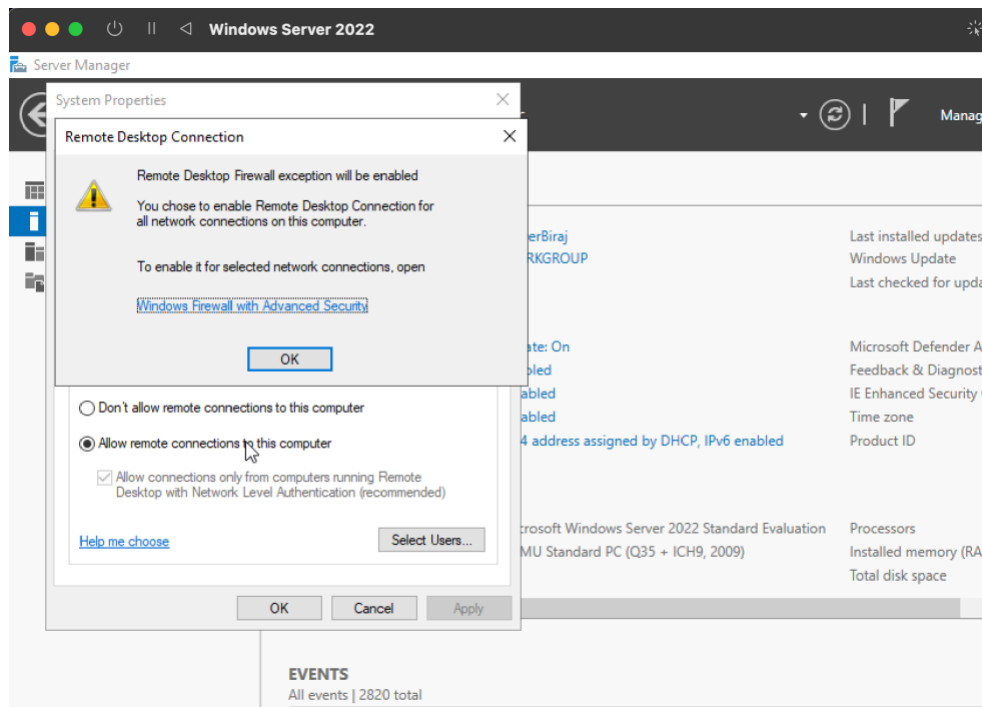 Windows Server 2022
Server Manager
System Properties
Manag
Remote Desktop Connection
Remote Desktop Firewall exception will be enabled
You chose to enable Remote Desktop Connection for
all network connections on this computer.
To enable it for selected network connections, open
Windows Firewall with Advanced Security
OK
Don't allow remote connections to this computer
Allow remote connections to this computer
Allow connections only from computers running Remote
Desktop with Network Level Authentication (recommended)
Help me choose
Select Users...
OK
Cancel
Apply
erBiraj
RKGROUP
ate: On
bled
abled
abled
4 address assigned by DHCP, IPv6 enabled
crosoft Windows Server 2022 Standard Evaluation
MU Standard PC (Q35 + ICH9, 2009)
Last installed updates
Windows Update
Last checked for upda
Microsoft Defender A
Feedback & Diagnost
IE Enhanced Security
Time zone
Product ID
Processors
Installed memory (RA
Total disk space
EVENTS
All events | 2820 total